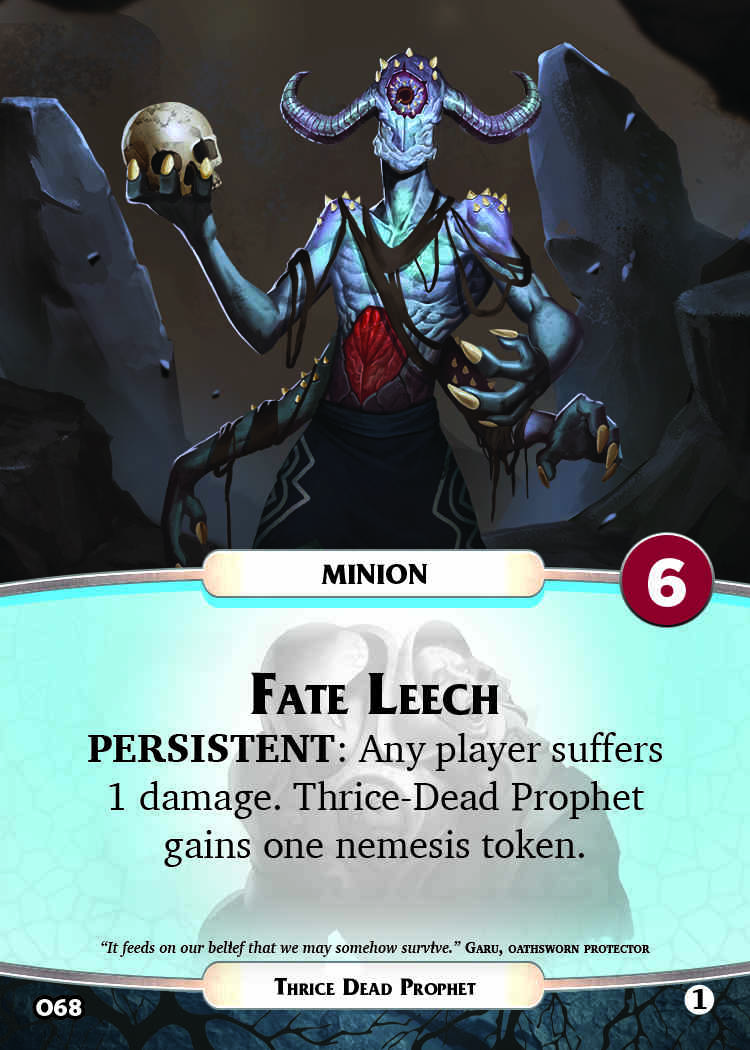 MINION
6
Fate Leech
PERSISTENT: Any player suffers
1 damage. Thrice-Dead Prophet
gains one nemesis token.
“It feeds on our belief that we may somehow survive.” Garu, oathsworn protector
Thrice Dead Prophet
O68
1